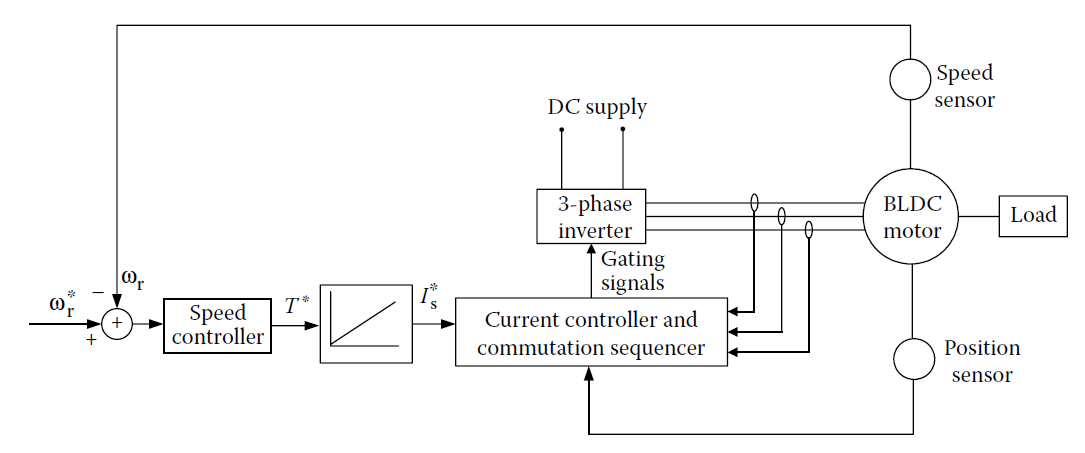 Speed
sensor
DC supply
3-phase
inverter
BLDC
motor
Load
Gating
signals
ω*r
−
ωr
+
+
Speed
controller
T*
I*s
Current controller and
commutation sequencer
Position
sensor